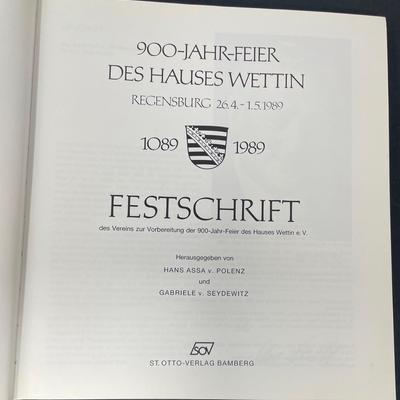 900-JAHR-FEIER
DES HAUSES WETTIN
REGENSBURG 26.4.-1.5.1989
1089 1989
FESTSCHRIFT
des Vereins zur Vorbereitung der 900-Jahr-Feier des Hauses Wettin e.V.
Herausgegeben von
HANS ASSA v. POLENZ
und
GABRIELE v. SEYDEWITZ
SOV
ST. OTTO-VERLAG BAMBERG